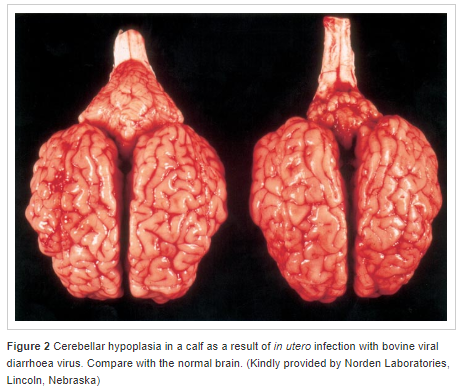 Figure 2 Cerebellar hypoplasia in a calf as a result of in utero infection with bovine viral
diarrhoea virus. Compare with the normal brain. (Kindly provided by Norden Laboratories,
Lincoln, Nebraska)